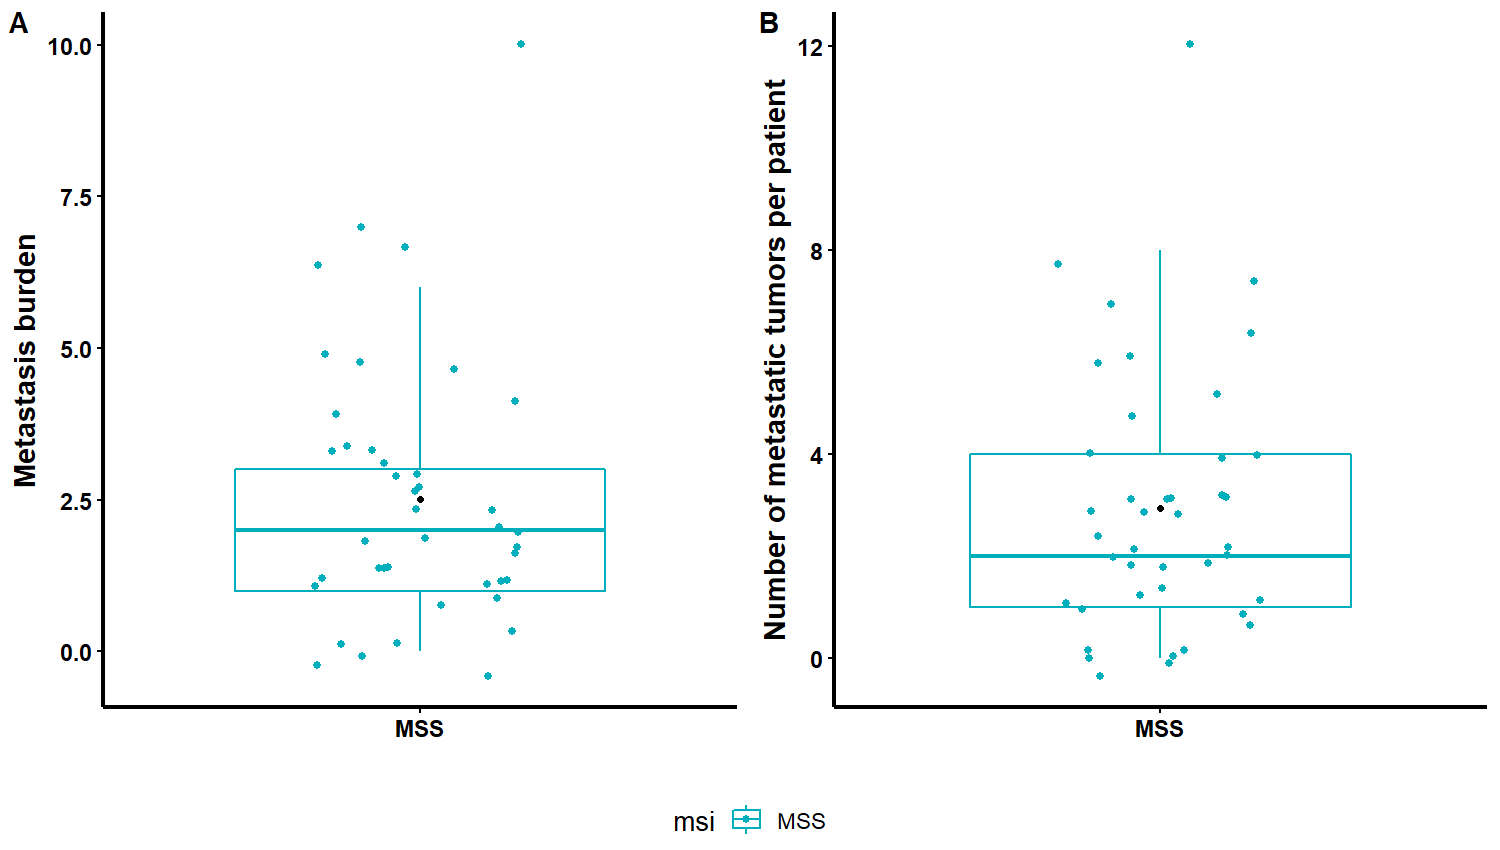 A
Metastasis burden
10.0
7.5
5.0
2.5
0.0
MSS
B
Number of metastatic tumors per patient
12
8
4
0
MSS
msi MSS